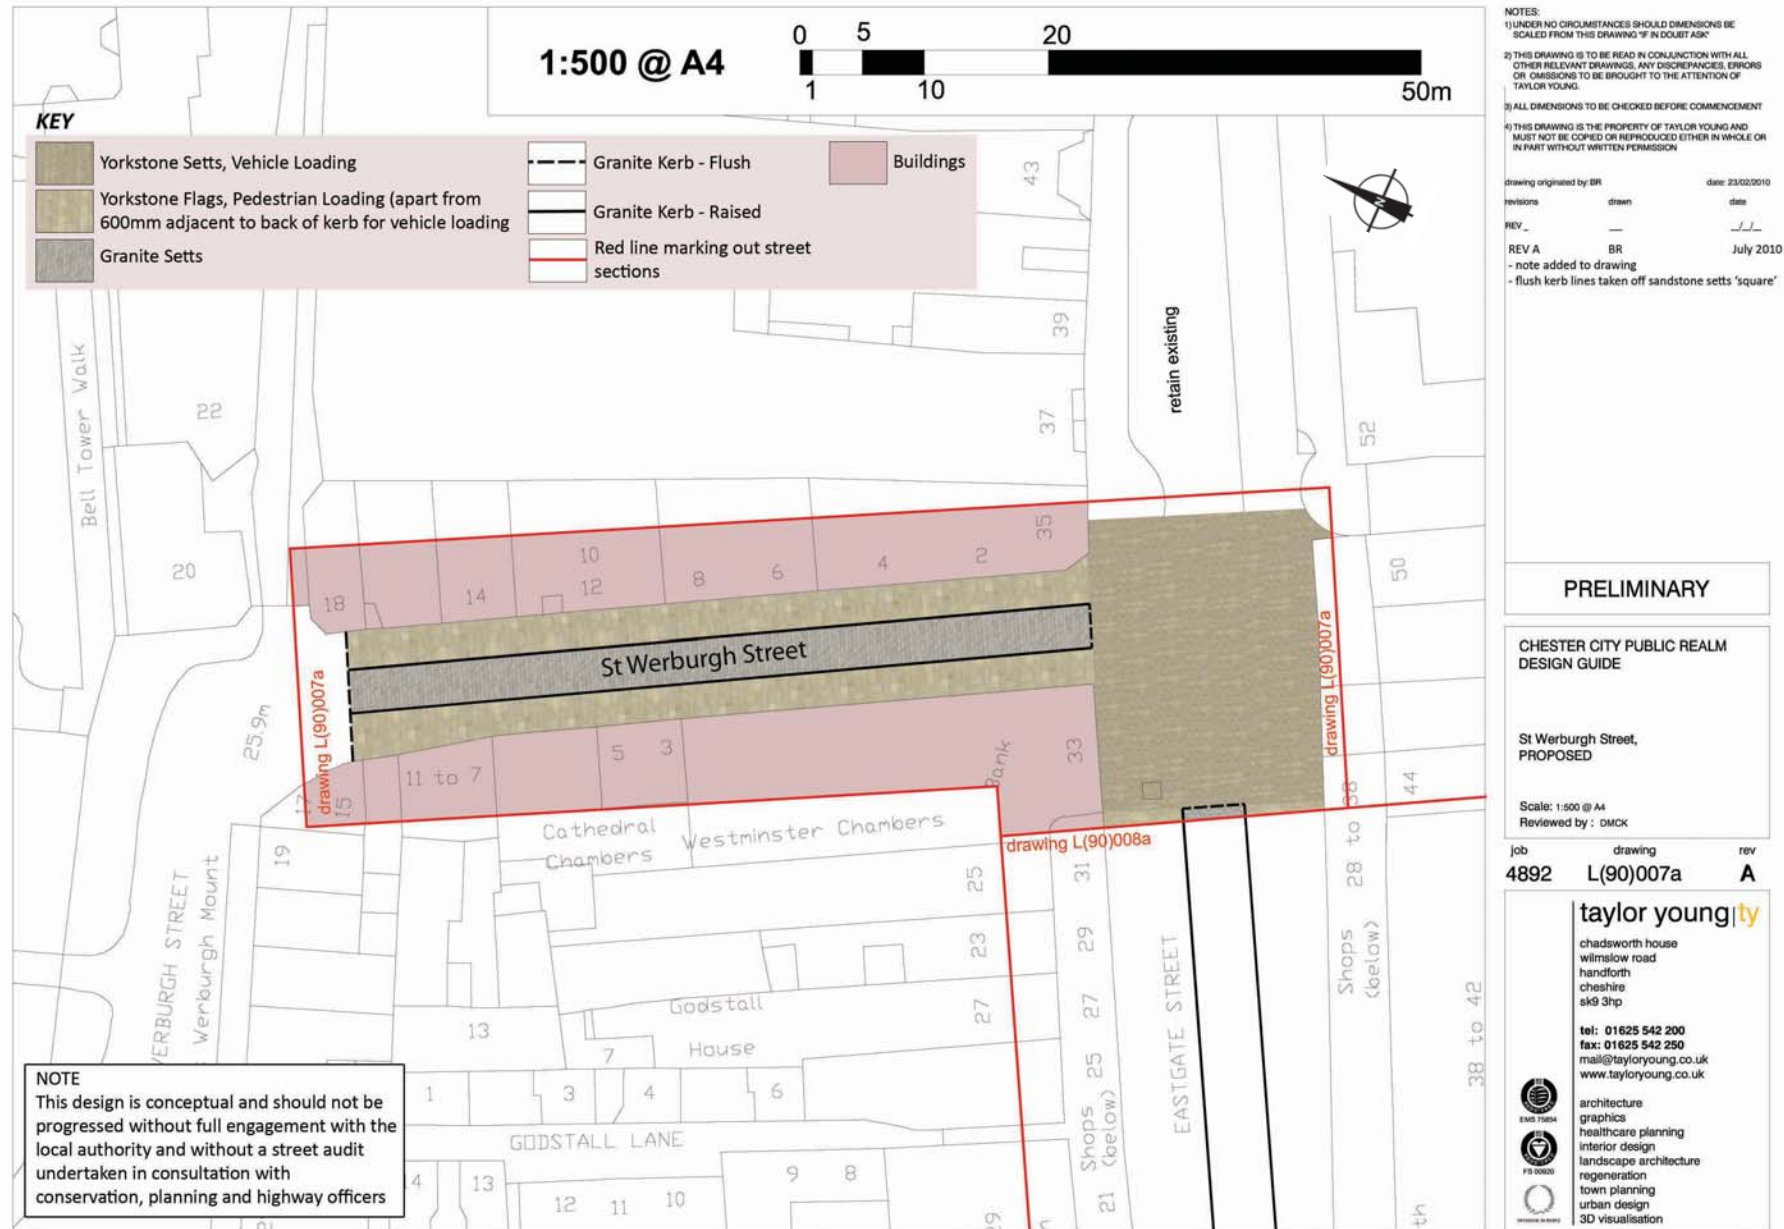 1:500 @ A4
0 5 20
1 10 50m
KEY
Yorkstone Setts, Vehicle Loading
Yorkstone Flags, Pedestrian Loading (apart from
600mm adjacent to back of kerb for vehicle loading
Granite Setts
Granite Kerb - Flush
Granite Kerb - Raised
Red line marking out street
sections
Buildings
N
43
39
37
retain existing
52
50
22
20
Bell Tower Walk
25.9m
18
14
10
12
8
6
4
2
35
St Werburgh Street
drawing L(90)007a
drawing L(90)007a
17
15
11 to 7
5
3
Bank
33
drawing L(90)008a
Cathedral
Chambers
Westminster Chambers
44
28 to 38
Shops
(below)
38 to 42
19
VERBURGH STREET
Werburgh Mount
25
23
27
31
29
27
25
Shops
(below)
21
EASTGATE STREET
Godstall
House
13
7
1
3
4
6
GODSTALL LANE
14
13
12
11
10
9
8
29
th
NOTE
This design is conceptual and should not be
progressed without full engagement with the
local authority and without a street audit
undertaken in consultation with
conservation, planning and highway officers
NOTES:
1) UNDER NO CIRCUMSTANCES SHOULD DIMENSIONS BE
SCALED FROM THIS DRAWING "IF IN DOUBT ASK"
2) THIS DRAWING IS TO BE READ IN CONJUNCTION WITH ALL
OTHER RELEVANT DRAWINGS, ANY DISCREPANCIES, ERRORS
OR OMISSIONS TO BE BROUGHT TO THE ATTENTION OF
TAYLOR YOUNG.
3) ALL DIMENSIONS TO BE CHECKED BEFORE COMMENCEMENT
4) THIS DRAWING IS THE PROPERTY OF TAYLOR YOUNG AND
MUST NOT BE COPIED OR REPRODUCED EITHER IN WHOLE OR
IN PART WITHOUT WRITTEN PERMISSION
drawing originated by: BR date: 23/02/2010
revisions drawn date
REV _ __ _/_/_
REV A BR July 2010
- note added to drawing
- flush kerb lines taken off sandstone setts 'square'
PRELIMINARY
CHESTER CITY PUBLIC REALM
DESIGN GUIDE
St Werburgh Street,
PROPOSED
Scale: 1:500 @ A4
Reviewed by : DMCK
job drawing rev
4892 L(90)007a A
taylor young|ty
chadsworth house
wilmslow road
handforth
cheshire
sk9 3hp
tel: 01625 542 200
fax: 01625 542 250
mail@tayloryoung.co.uk
www.tayloryoung.co.uk
architecture
graphics
healthcare planning
interior design
landscape architecture
regeneration
town planning
urban design
3D visualisation
EMS 75854
FS 00920